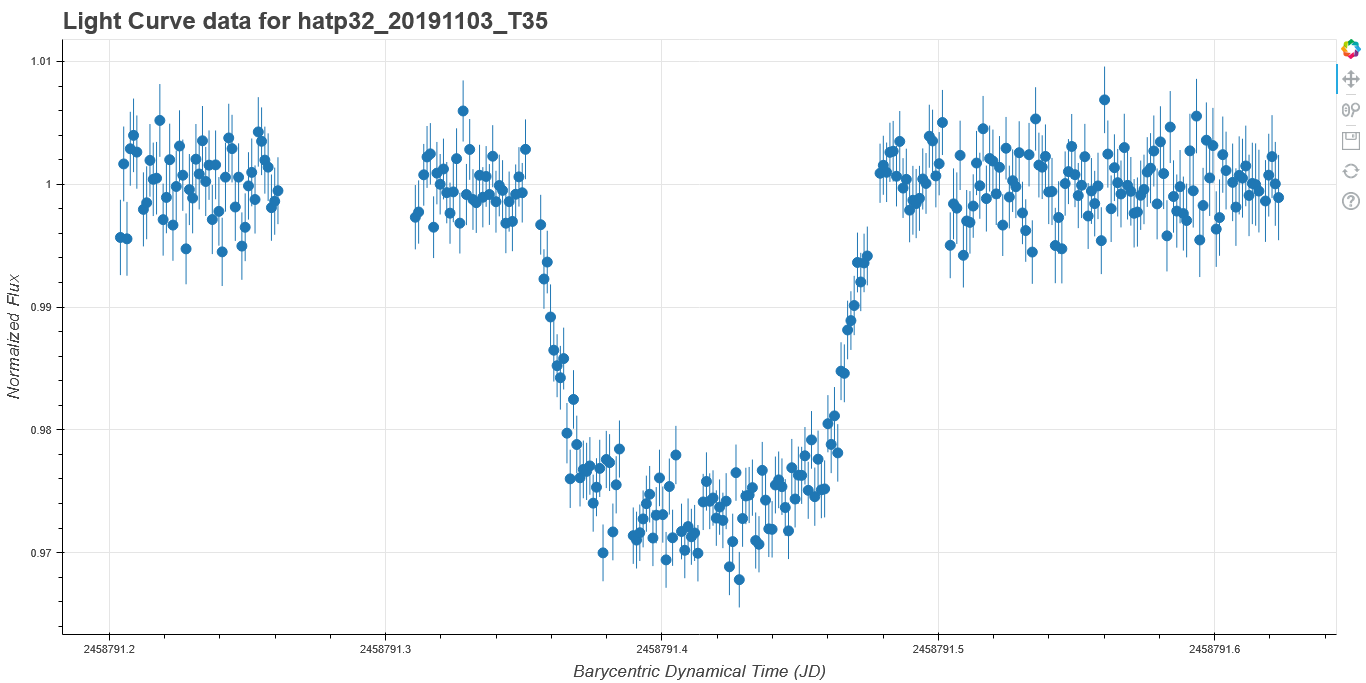 Light Curve data for hatp32_20191103_T35
1.01
1
0.99
0.98
0.97
Normalized Flux
2458791.2 2458791.3 2458791.4 2458791.5 2458791.6
Barycentric Dynamical Time (JD)